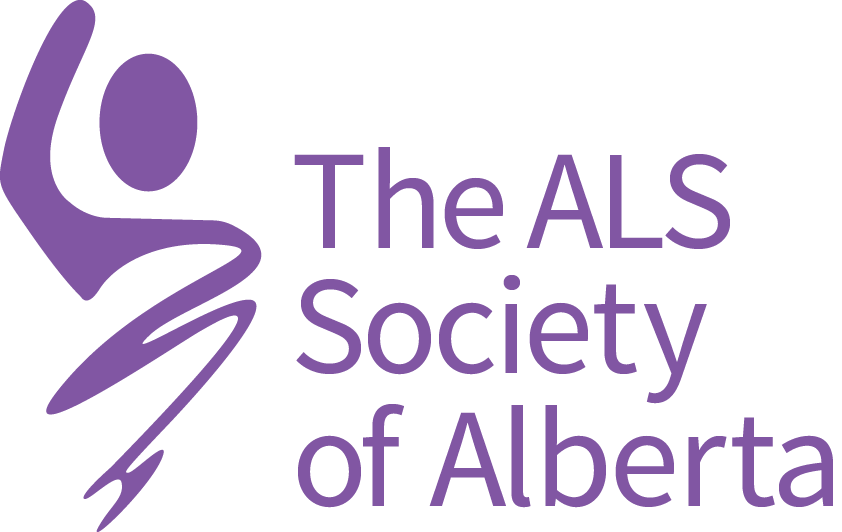 The ALS
Society
of Alberta